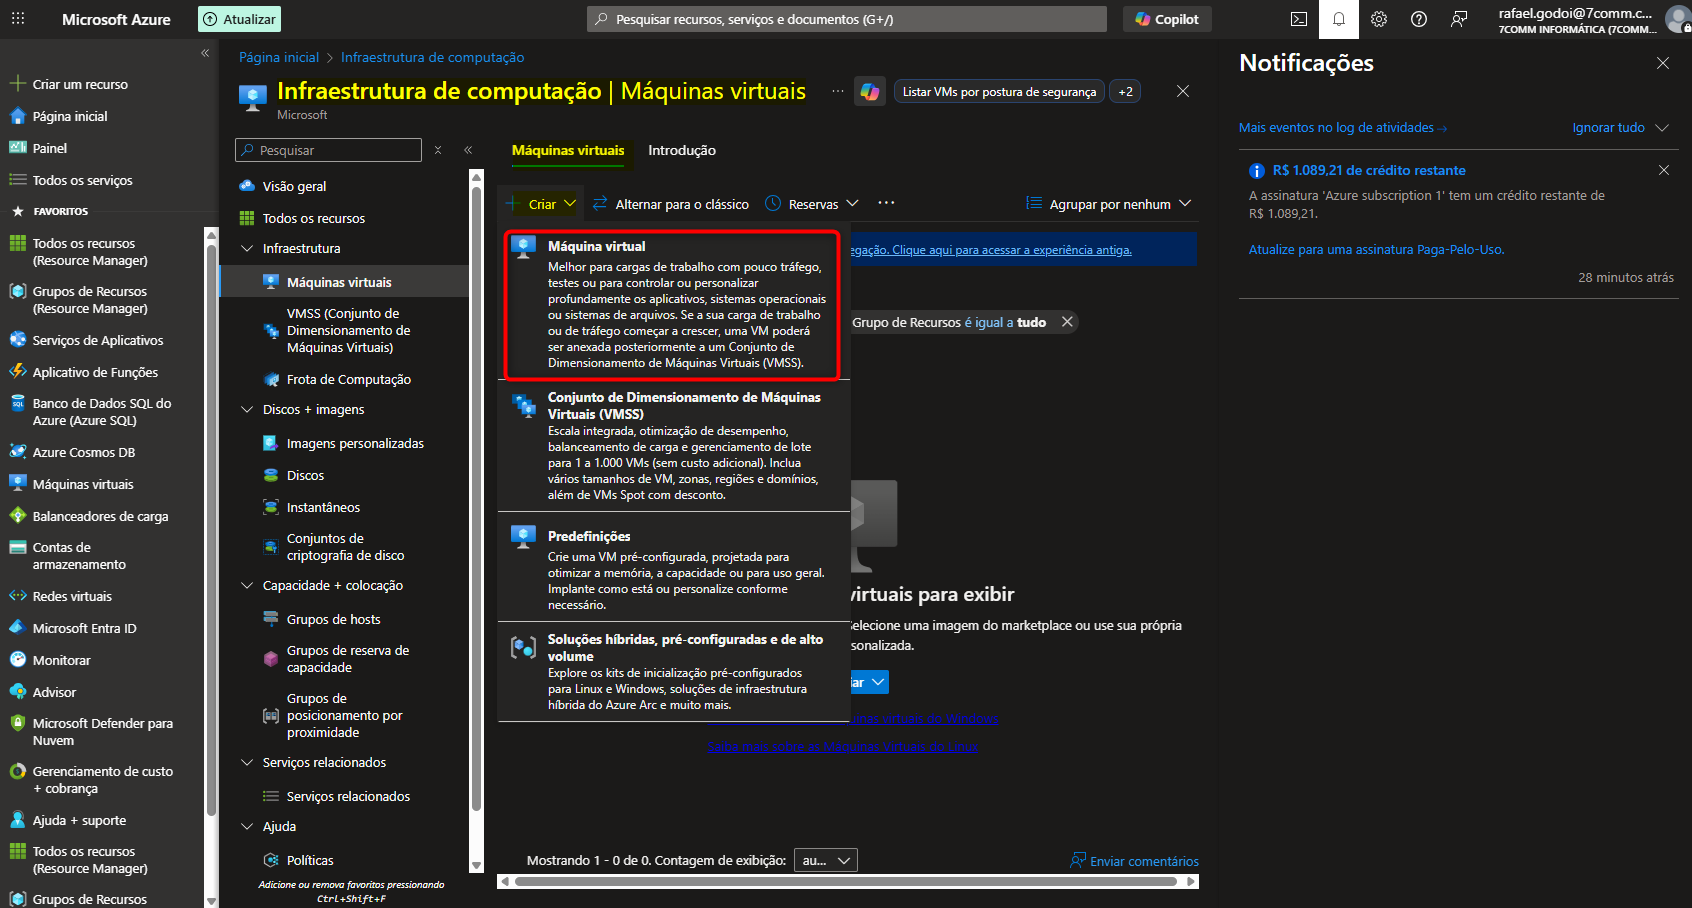 Microsoft Azure
Atualizar
Pesquisar recursos, serviços e documentos (G+/)
Copilot
rafael.godoi@7comm.c...
7COMM INFORMÁTICA (7COMM...
Criar um recurso
Página inicial
Painel
Todos os serviços
FAVORITOS
Todos os recursos
(Resource Manager)
Grupos de Recursos
(Resource Manager)
Serviços de Aplicativos
Aplicativo de Funções
Banco de Dados SQL do
Azure (Azure SQL)
Azure Cosmos DB
Máquinas virtuais
Balanceadores de carga
Contas de
armazenamento
Redes virtuais
Microsoft Entra ID
Monitorar
Advisor
Microsoft Defender para
Nuvem
Gerenciamento de custo
+ cobrança
Ajuda + suporte
Todos os recursos
(Resource Manager)
Grupos de Recursos
Página inicial > Infraestrutura de computação
Infraestrutura de computação | Máquinas virtuais
Microsoft
Listar VMs por postura de segurança
+2
Pesquisar
Visão geral
Todos os recursos
Infraestrutura
Máquinas virtuais
VMSS (Conjunto de
Dimensionamento de
Máquinas Virtuais)
Frota de Computação
Discos + imagens
Imagens personalizadas
Discos
Instantâneos
Conjuntos de
criptografia de disco
Capacidade + colocação
Grupos de hosts
Grupos de reserva de
capacidade
Grupos de
posicionamento por
proximidade
Serviços relacionados
Serviços relacionados
Ajuda
Políticas
Adicione ou remova favoritos pressionando
Ctrl+Shift+F
Máquinas virtuais
Introdução
Criar
Alternar para o clássico
Reservas
Agrupar por nenhum
Máquina virtual
Melhor para cargas de trabalho com pouco tráfego,
testes ou para controlar ou personalizar
profundamente os aplicativos, sistemas operacionais
ou sistemas de arquivos. Se a sua carga de trabalho
ou de tráfego começar a crescer, uma VM poderá
ser anexada posteriormente a um Conjunto de
Dimensionamento de Máquinas Virtuais (VMSS).
Conjunto de Dimensionamento de Máquinas
Virtuais (VMSS)
Escala integrada, otimização de desempenho,
balanceamento de carga e gerenciamento de lote
para 1 a 1.000 VMs (sem custo adicional). Inclua
vários tamanhos de VM, zonas, regiões e domínios,
além de VMs Spot com desconto.
Predefinições
Crie uma VM pré-configurada, projetada para
otimizar a memória, a capacidade ou para uso geral.
Implante como está ou personalize conforme
necessário.
Soluções híbridas, pré-configuradas e de alto
volume
Explore os kits de inicialização pré-configurados
para Linux e Windows, soluções de infraestrutura
híbrida do Azure Arc e muito mais.
egação. Clique aqui para acessar a experiência antiga.
Grupo de Recursos é igual a tudo
virtuais para exibir
selecione uma imagem do marketplace ou use sua própria
sonalizada.
iar
virtuais do Windows
Saiba mais sobre as Máquinas Virtuais do Linux
Mostrando 1 - 0 de 0. Contagem de exibição:
au...
Enviar comentários
Notificações
Mais eventos no log de atividades →
Ignorar tudo
R$ 1.089,21 de crédito restante
A assinatura 'Azure subscription 1' tem um crédito restante de
R$ 1.089,21.
Atualize para uma assinatura Paga-Pelo-Uso.
28 minutos atrás